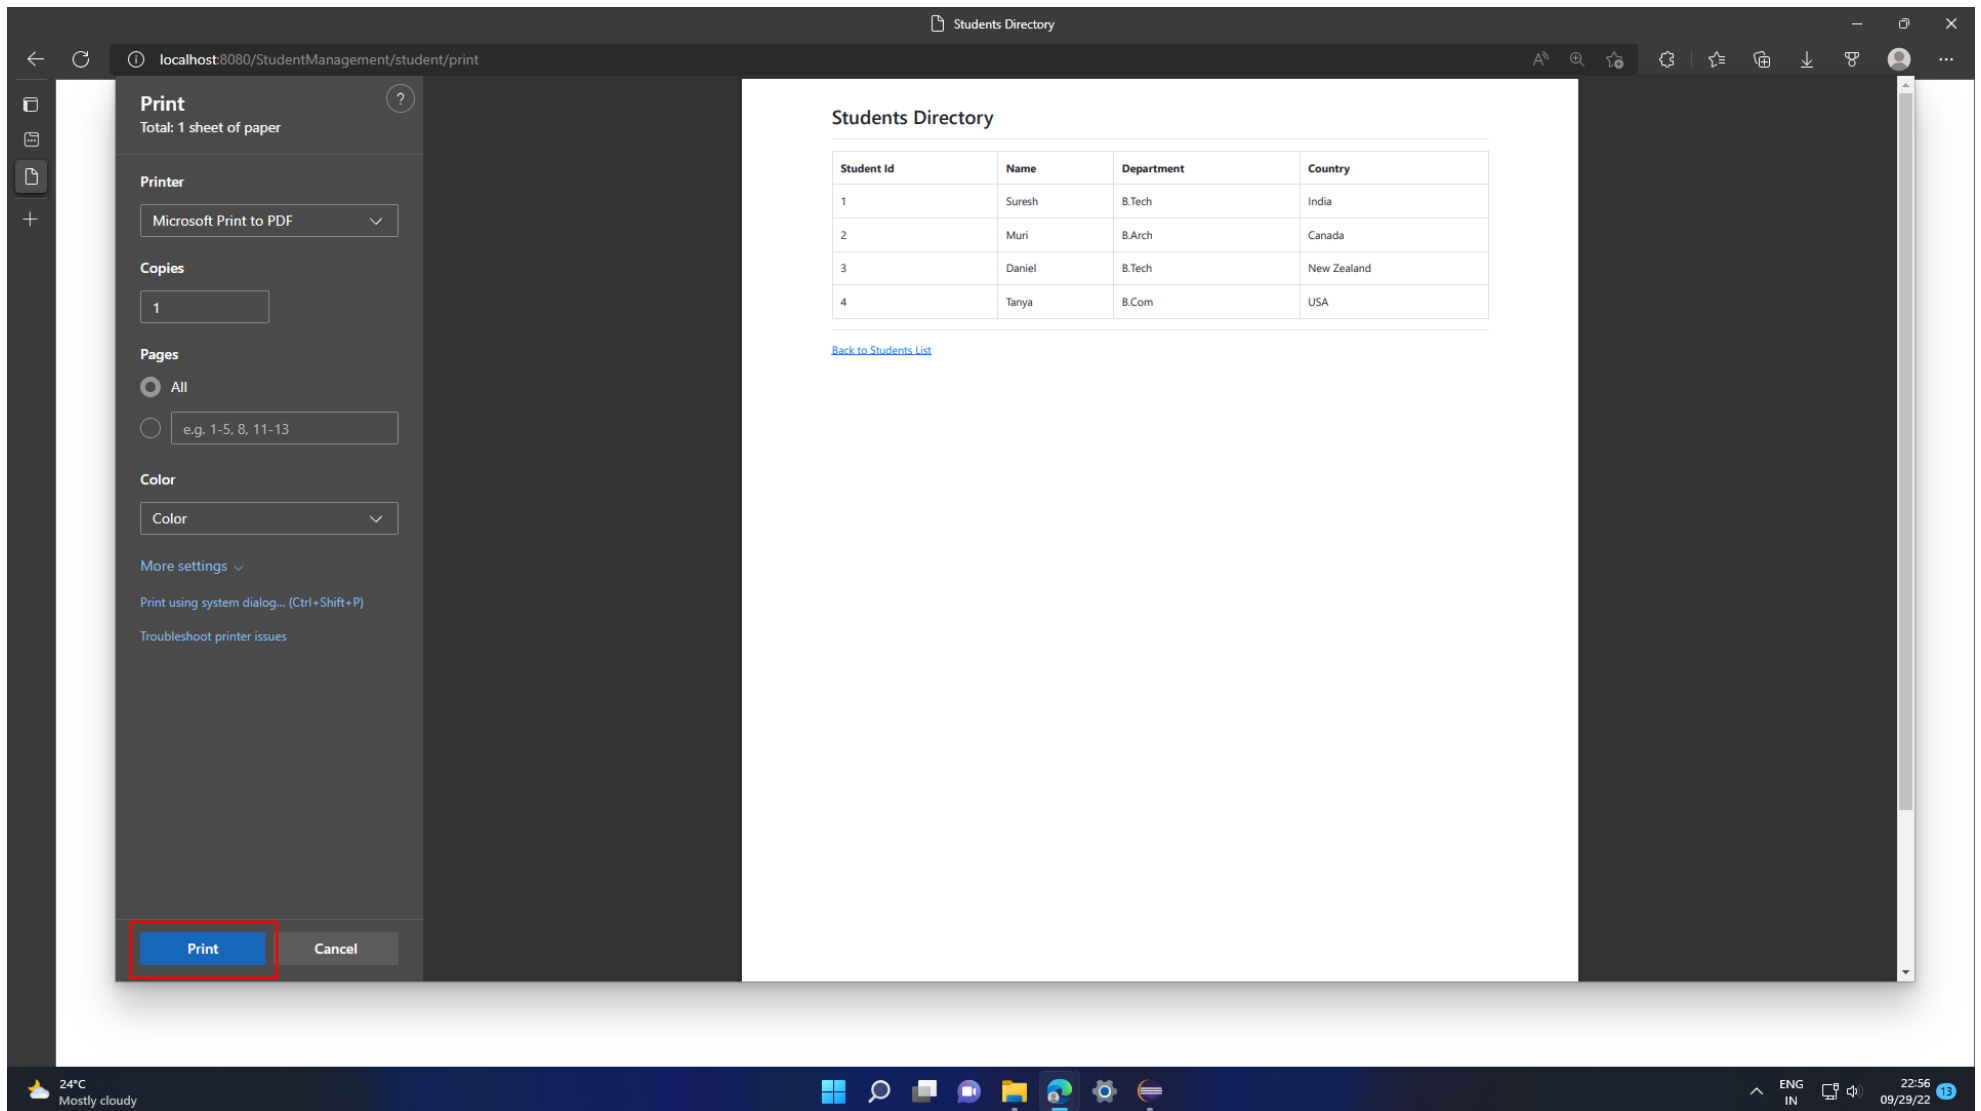 Students Directory
localhost:8080/StudentManagement/student/print
Print
Total: 1 sheet of paper
?
Printer
Microsoft Print to PDF
Copies
1
Pages
All
e.g. 1-5, 8, 11-13
Color
Color
More settings
Print using system dialog... (Ctrl+Shift+P)
Troubleshoot printer issues
Print Cancel
Students Directory
Student Id Name Department Country
1 Suresh B.Tech India
2 Muri B.Arch Canada
3 Daniel B.Tech New Zealand
4 Tanya B.Com USA
Back to Students List
24°C
Mostly cloudy
ENG
IN
22:56
09/29/22
13